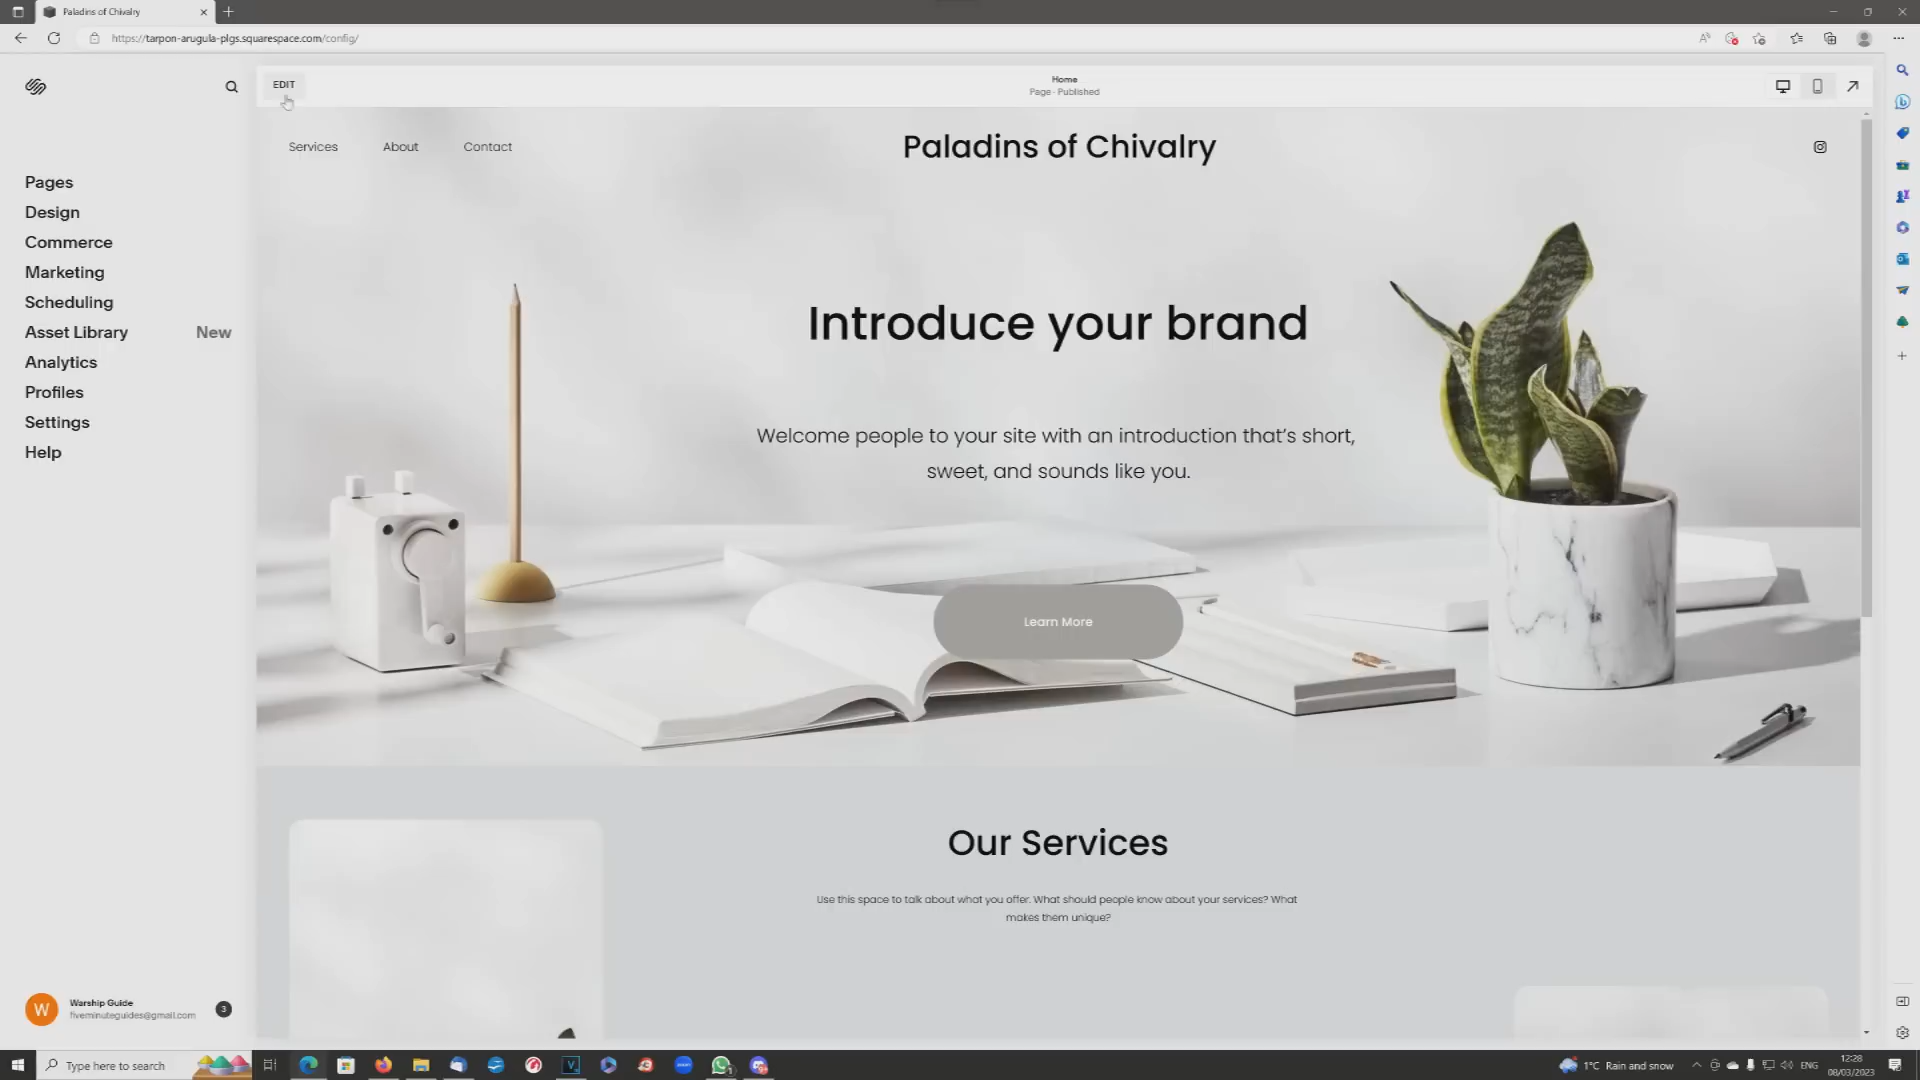 Paladins of Chivalry
https://tarpon-arugula-plgs.squarespace.com/config/
EDIT
Home
Page · Published
Services
About
Contact
Paladins of Chivalry
Pages
Design
Commerce
Marketing
Scheduling
Asset Library
New
Analytics
Profiles
Settings
Help
Introduce your brand
Welcome people to your site with an introduction that's short,
sweet, and sounds like you.
Learn More
Our Services
Use this space to talk about what you offer. What should people know about your services? What
makes them unique?
W
Warship Guide
fiveminuteguides@gmail.com
3
Type here to search
1°C Rain and snow
ENG
12:28
08/03/2023